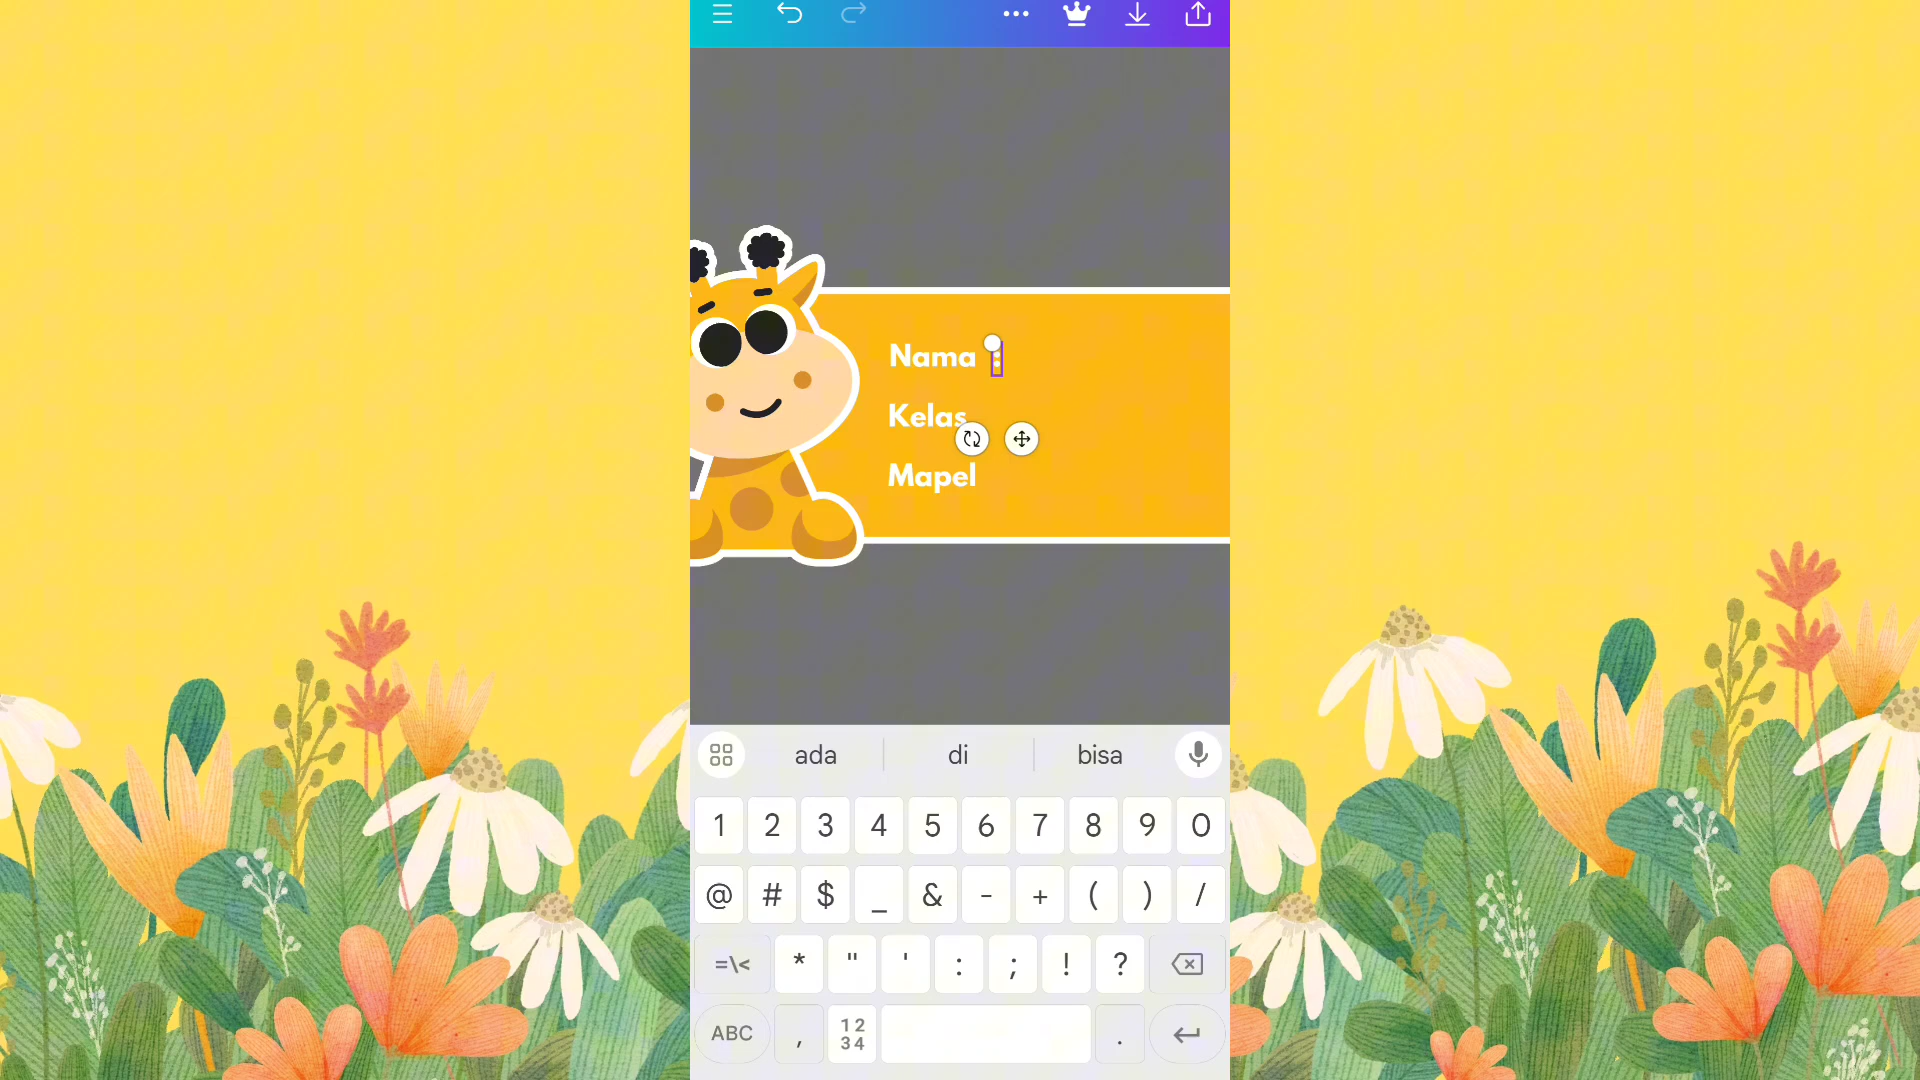 Nama :
Kelas
Mapel
ada di bisa
1 2 3 4 5 6 7 8 9 0
@ # $ _ & - + ( ) /
=\< * " ' : ; ! ?
ABC , 12 .
34